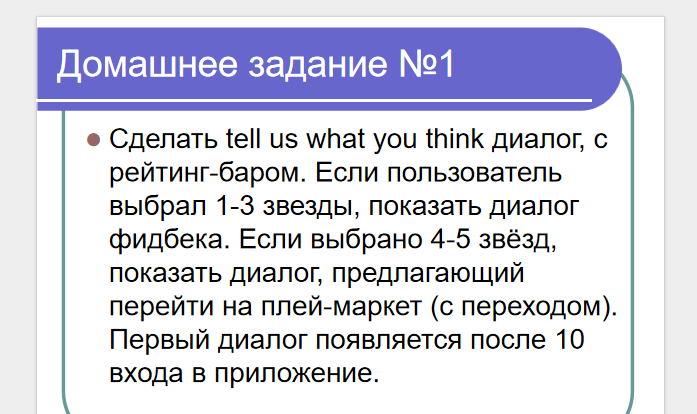 Домашнее задание №1
Сделать tell us what you think диалог, с
рейтинг-баром. Если пользователь
выбрал 1-3 звезды, показать диалог
фидбека. Если выбрано 4-5 звёзд,
показать диалог, предлагающий
перейти на плей-маркет (с переходом).
Первый диалог появляется после 10
входа в приложение.